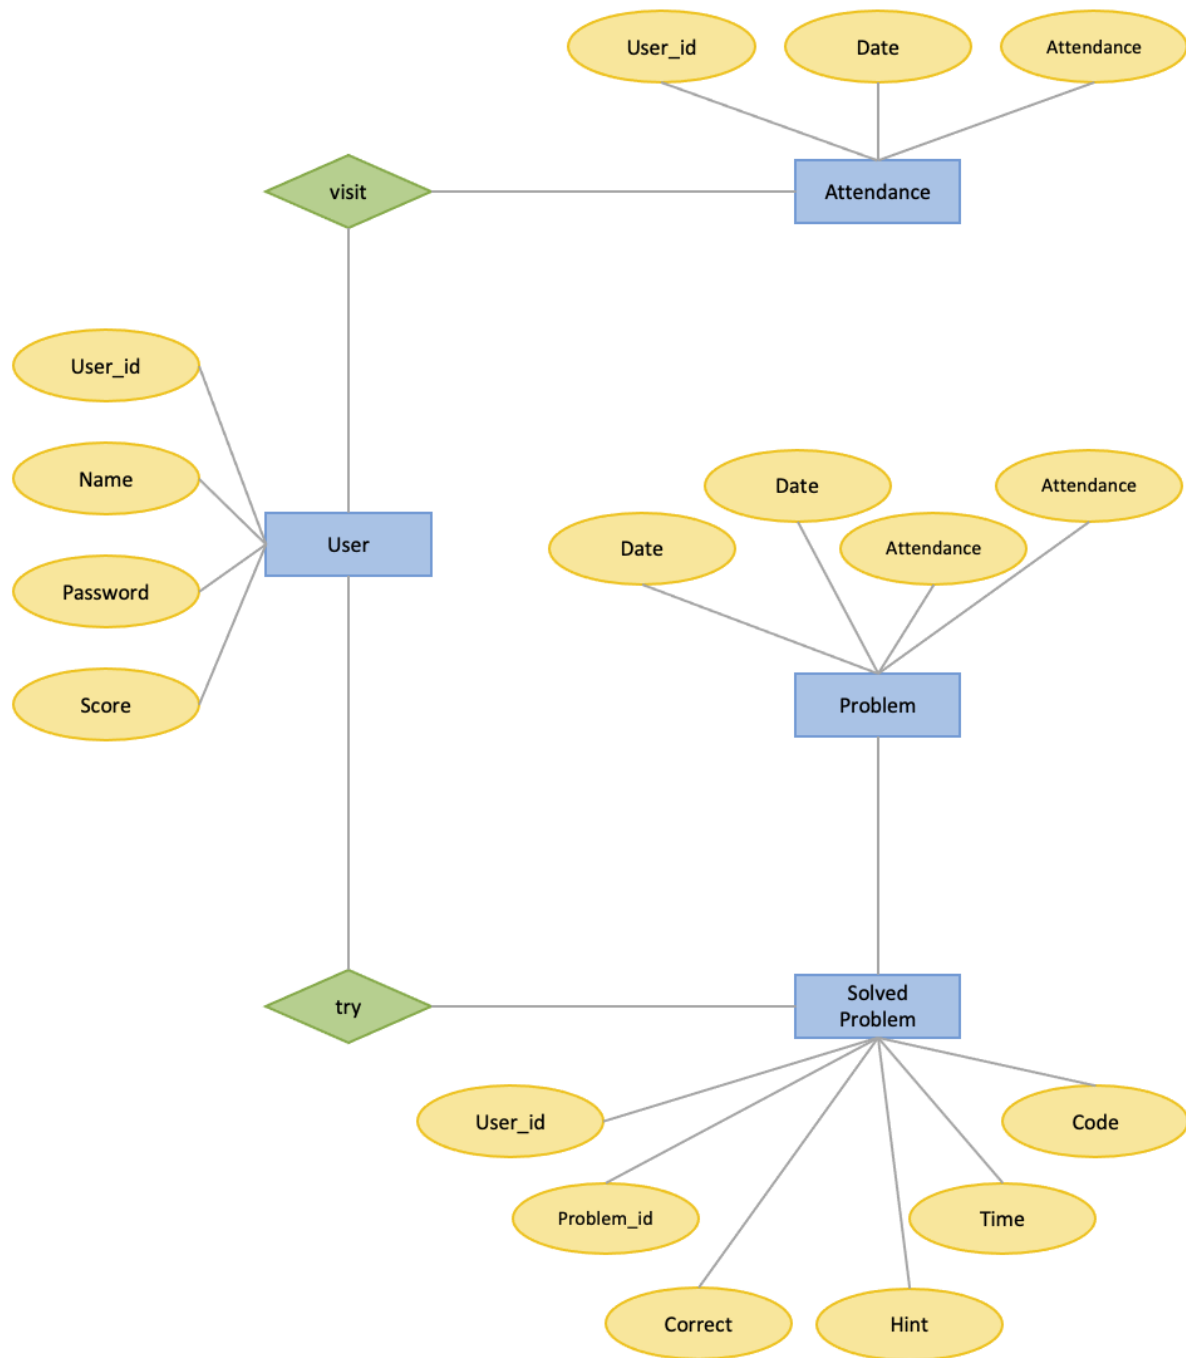 User_id
Date
Attendance
visit
Attendance
User_id
Name
Password
Score
User
Date
Attendance
Date
Attendance
Problem
Solved
Problem
try
User_id
Code
Problem_id
Time
Correct
Hint